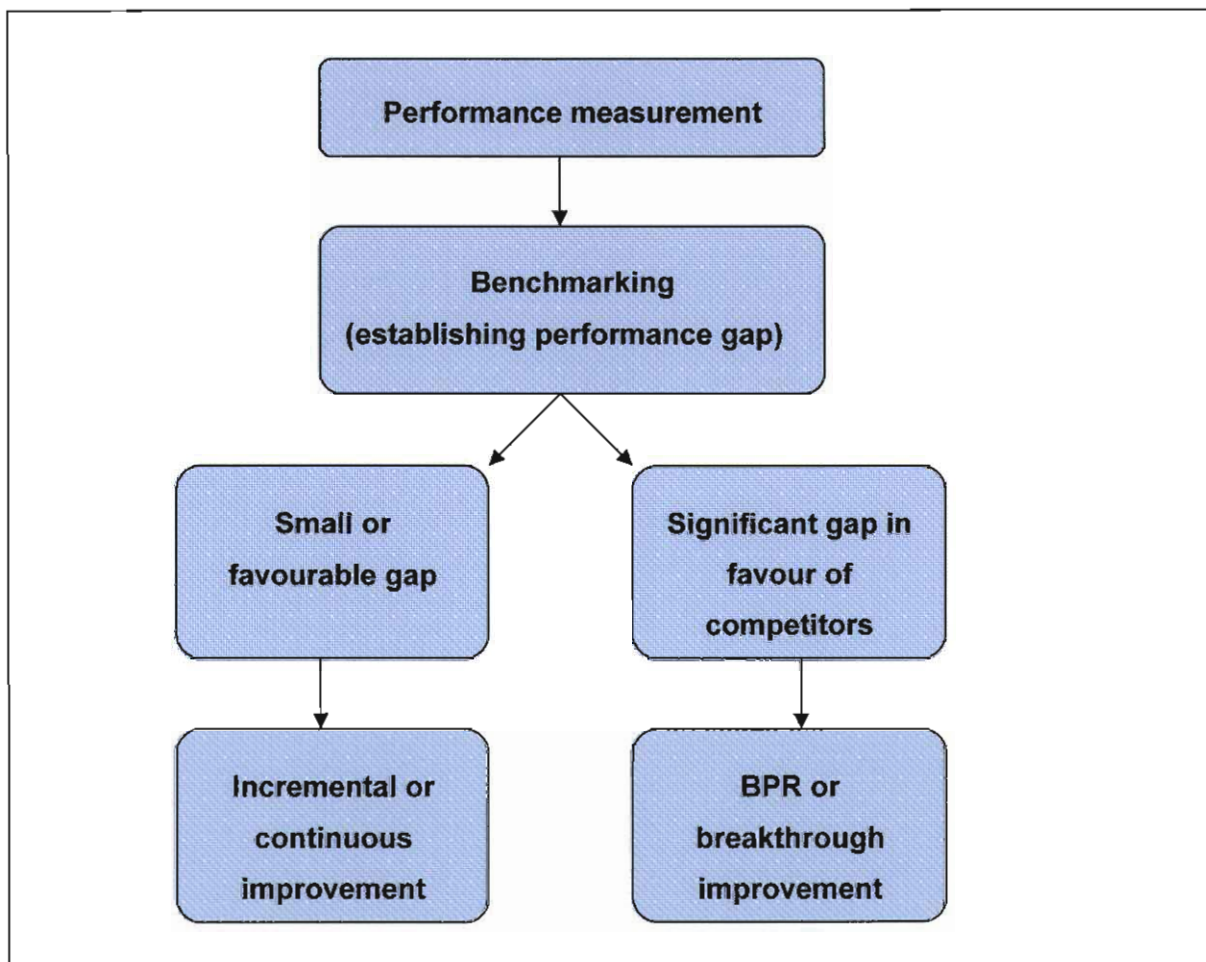 Performance measurement
Benchmarking
(establishing performance gap)
Small or
favourable gap
Significant gap in
favour of
competitors
Incremental or
continuous
improvement
BPR or
breakthrough
improvement